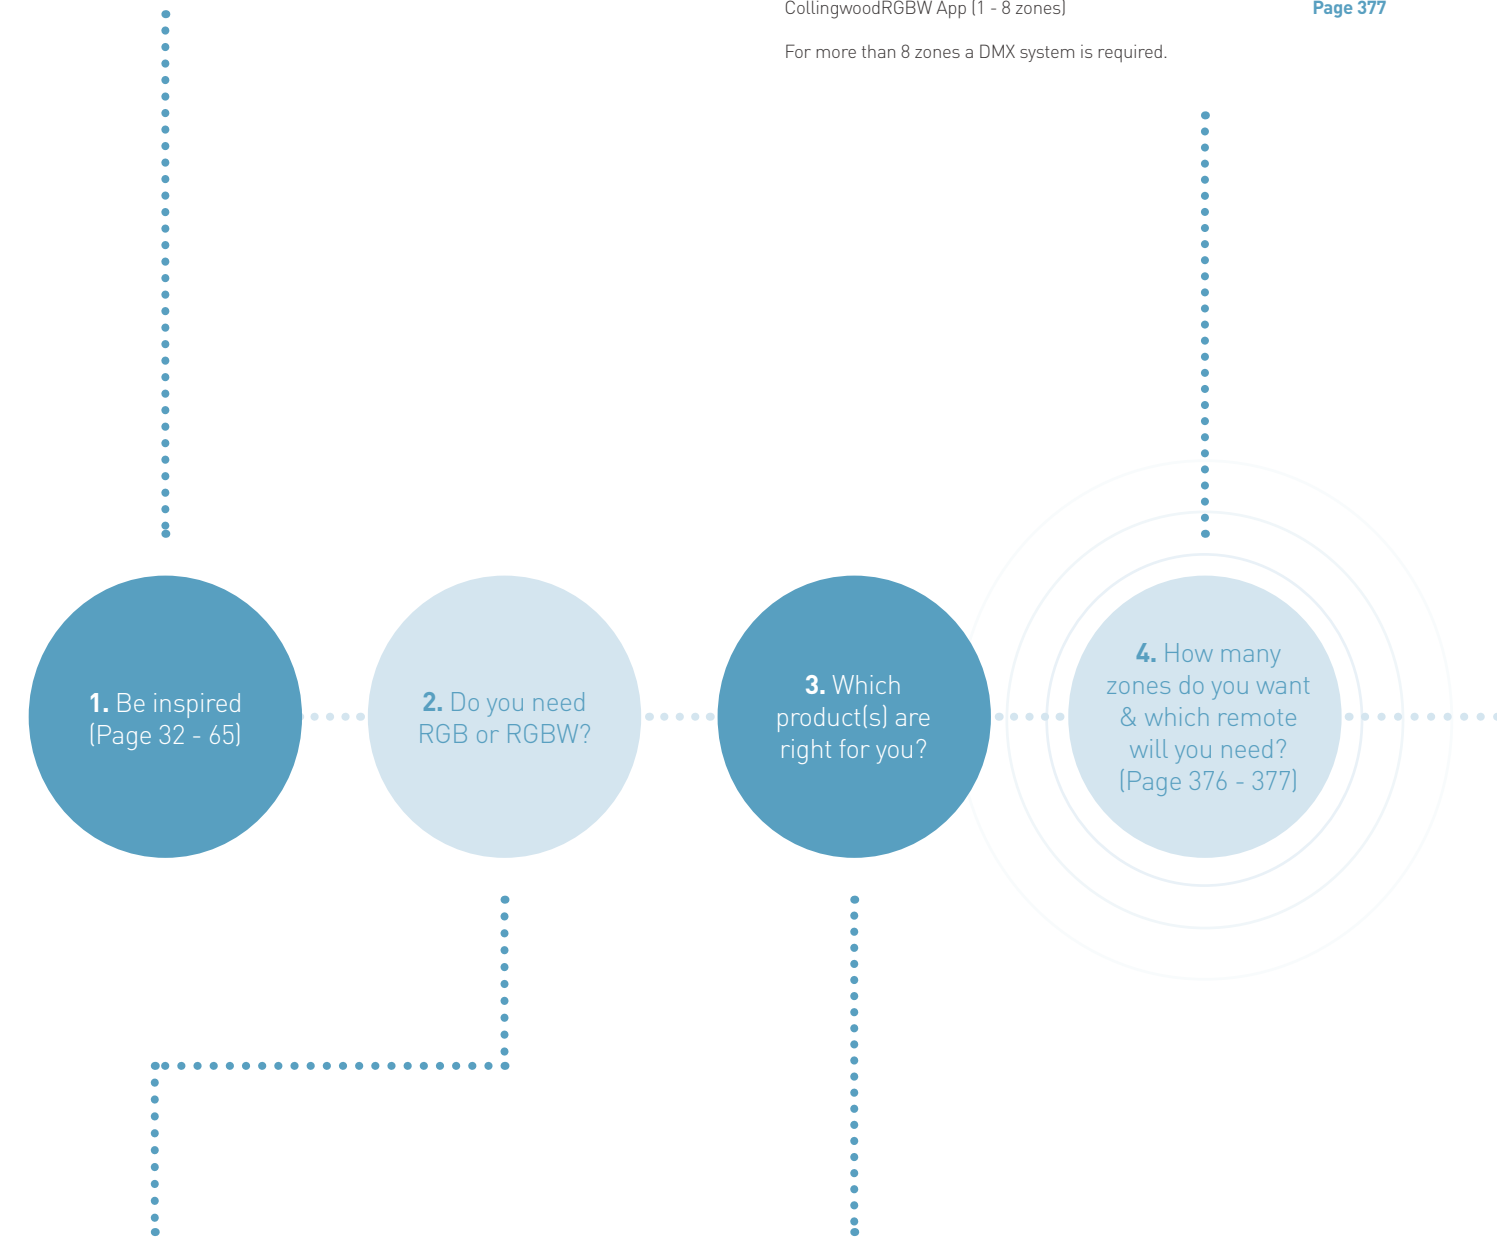 CollingwoodRGBW App (1 - 8 zones) Page 377
For more than 8 zones a DMX system is required.
1. Be inspired
(Page 32 - 65)
2. Do you need
RGB or RGBW?
3. Which
product(s) are
right for you?
4. How many
zones do you want
& which remote
will you need?
(Page 376 - 377)